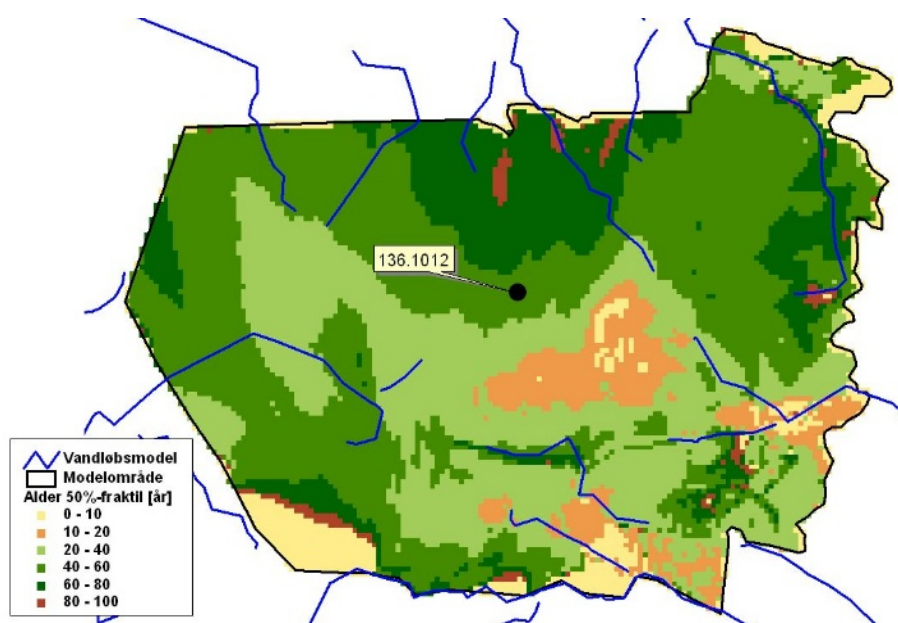 136.1012
Vandløbsmodel
Modelområde
Alder 50%-fraktil [år]
0 - 10
10 - 20
20 - 40
40 - 60
60 - 80
80 - 100